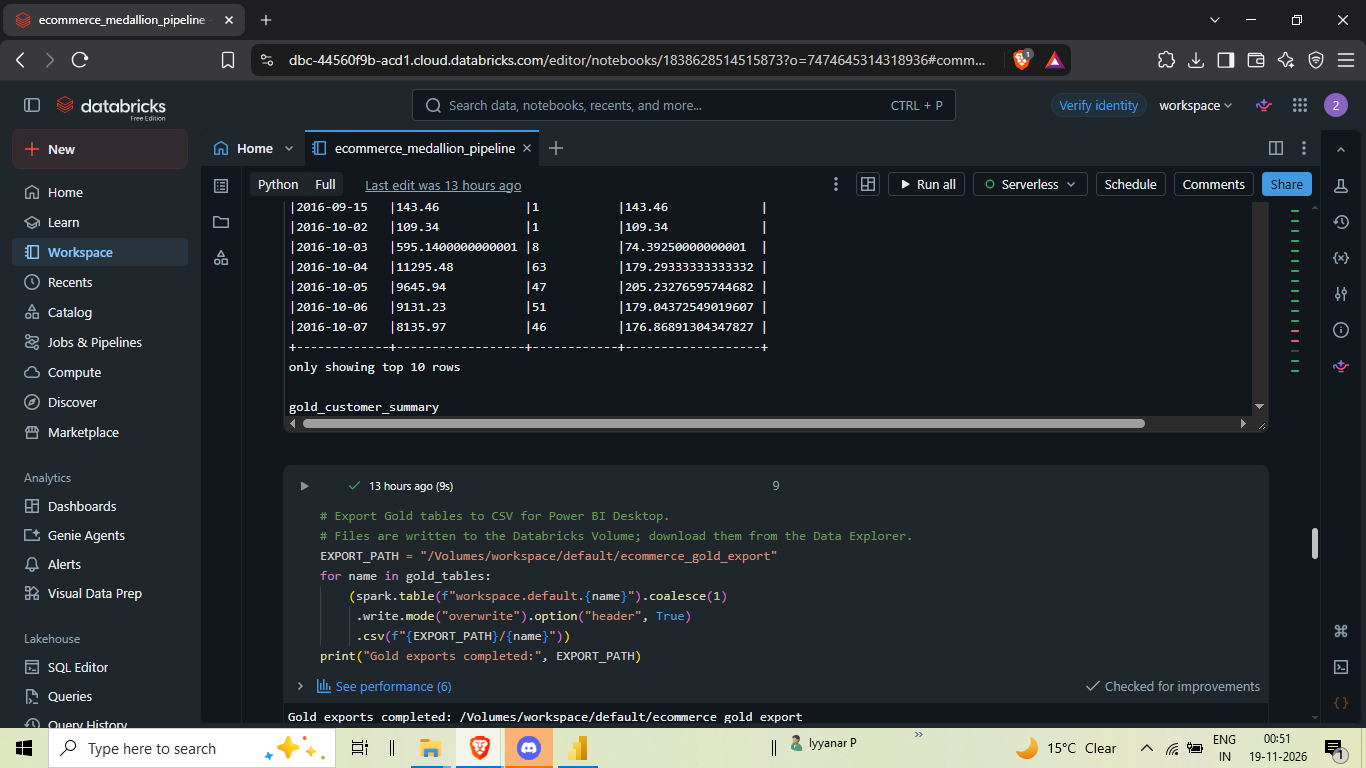 ecommerce_medallion_pipeline
dbc-44560f9b-acd1.cloud.databricks.com/editor/notebooks/1838628514515873?o=7474645314318936#comm...
1
databricks
Free Edition
Search data, notebooks, recents, and more...
CTRL + P
Verify identity
workspace
2
New
Home
Learn
Workspace
Recents
Catalog
Jobs & Pipelines
Compute
Discover
Marketplace
Analytics
Dashboards
Genie Agents
Alerts
Visual Data Prep
Lakehouse
SQL Editor
Queries
Query History
Home
ecommerce_medallion_pipeline
Python
Full
Last edit was 13 hours ago
Run all
Serverless
Schedule
Comments
Share
|2016-09-15   |143.46            |1           |143.46            |
|2016-10-02   |109.34            |1           |109.34            |
|2016-10-03   |595.1400000000001 |8           |74.39250000000001  |
|2016-10-04   |11295.48          |63          |179.29333333333332 |
|2016-10-05   |9645.94           |47          |205.23276595744682 |
|2016-10-06   |9131.23           |51          |179.04372549019607 |
|2016-10-07   |8135.97           |46          |176.86891304347827 |
+-------------+------------------+------------+------------------+
only showing top 10 rows
gold_customer_summary
13 hours ago (9s)
9
# Export Gold tables to CSV for Power BI Desktop.
# Files are written to the Databricks Volume; download them from the Data Explorer.
EXPORT_PATH = "/Volumes/workspace/default/ecommerce_gold_export"
for name in gold_tables:
(spark.table(f"workspace.default.{name}").coalesce(1)
.write.mode("overwrite").option("header", True)
.csv(f"{EXPORT_PATH}/{name}"))
print("Gold exports completed:", EXPORT_PATH)
See performance (6)
Checked for improvements
Gold exports completed: /Volumes/workspace/default/ecommerce_gold_export
Type here to search
Iyyanar P
15°C Clear
ENG
IN
00:51
19-11-2026
1